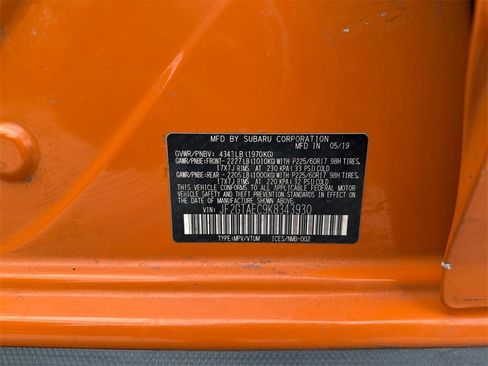 MFD BY SUBARU CORPORATION
MFD IN 05/19
GVWR/PNBV: 4343LB(1970KG)
GAWR/PNBE:FRONT- 2227LB(1010KG)WITH P225/60R17 98H TIRES,
17X7J RIMS AT 230 KPA(33 PSI)COLD
GAWR/PNBE:REAR - 2205LB(1000KG)WITH P225/60R17 98H TIRES,
17X7J RIMS AT 220 KPA(32 PSI)COLD
THIS VEHICLE CONFORMS TO ALL APPLICABLE FEDERAL MOTOR
VEHICLE SAFETY AND THEFT PREVENTION STANDARDS IN EFFECT ON
THE DATE OF MANUFACTURE SHOWN ABOVE.
VIN: JF2GTAEC9K8343930
TYPE:MPV/VTUM ICES/NMB-002